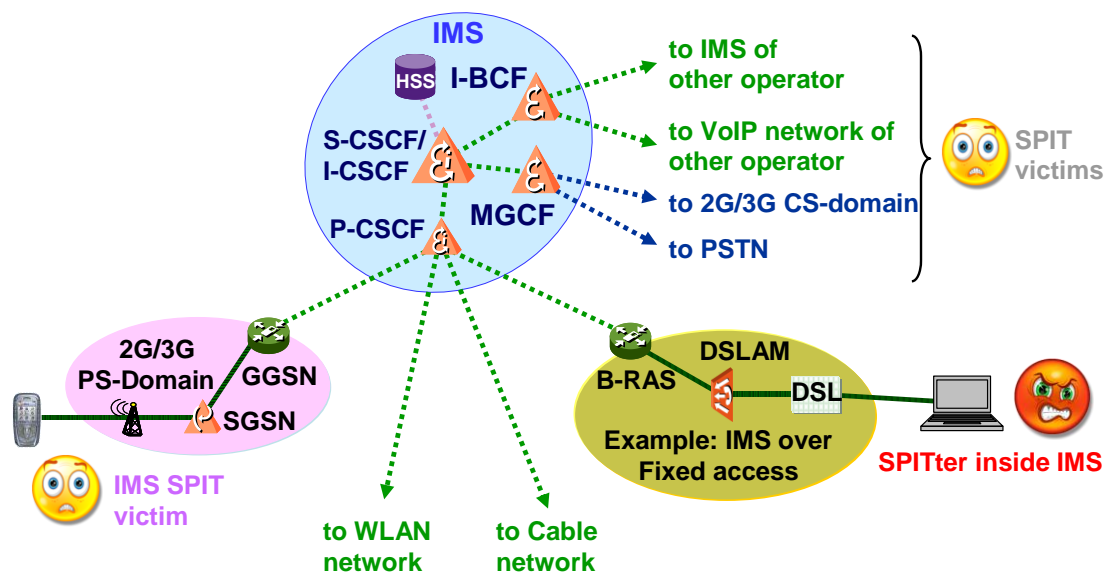 IMS
HSS
I-BCF
S-CSCF/
I-CSCF
MGCF
P-CSCF
to IMS of
other operator
to VoIP network of
other operator
to 2G/3G CS-domain
to PSTN
SPIT
victims
2G/3G
PS-Domain
GGSN
SGSN
IMS SPIT
victim
B-RAS
DSLAM
DSL
Example: IMS over
Fixed access
SPITter inside IMS
to WLAN
network
to Cable
network